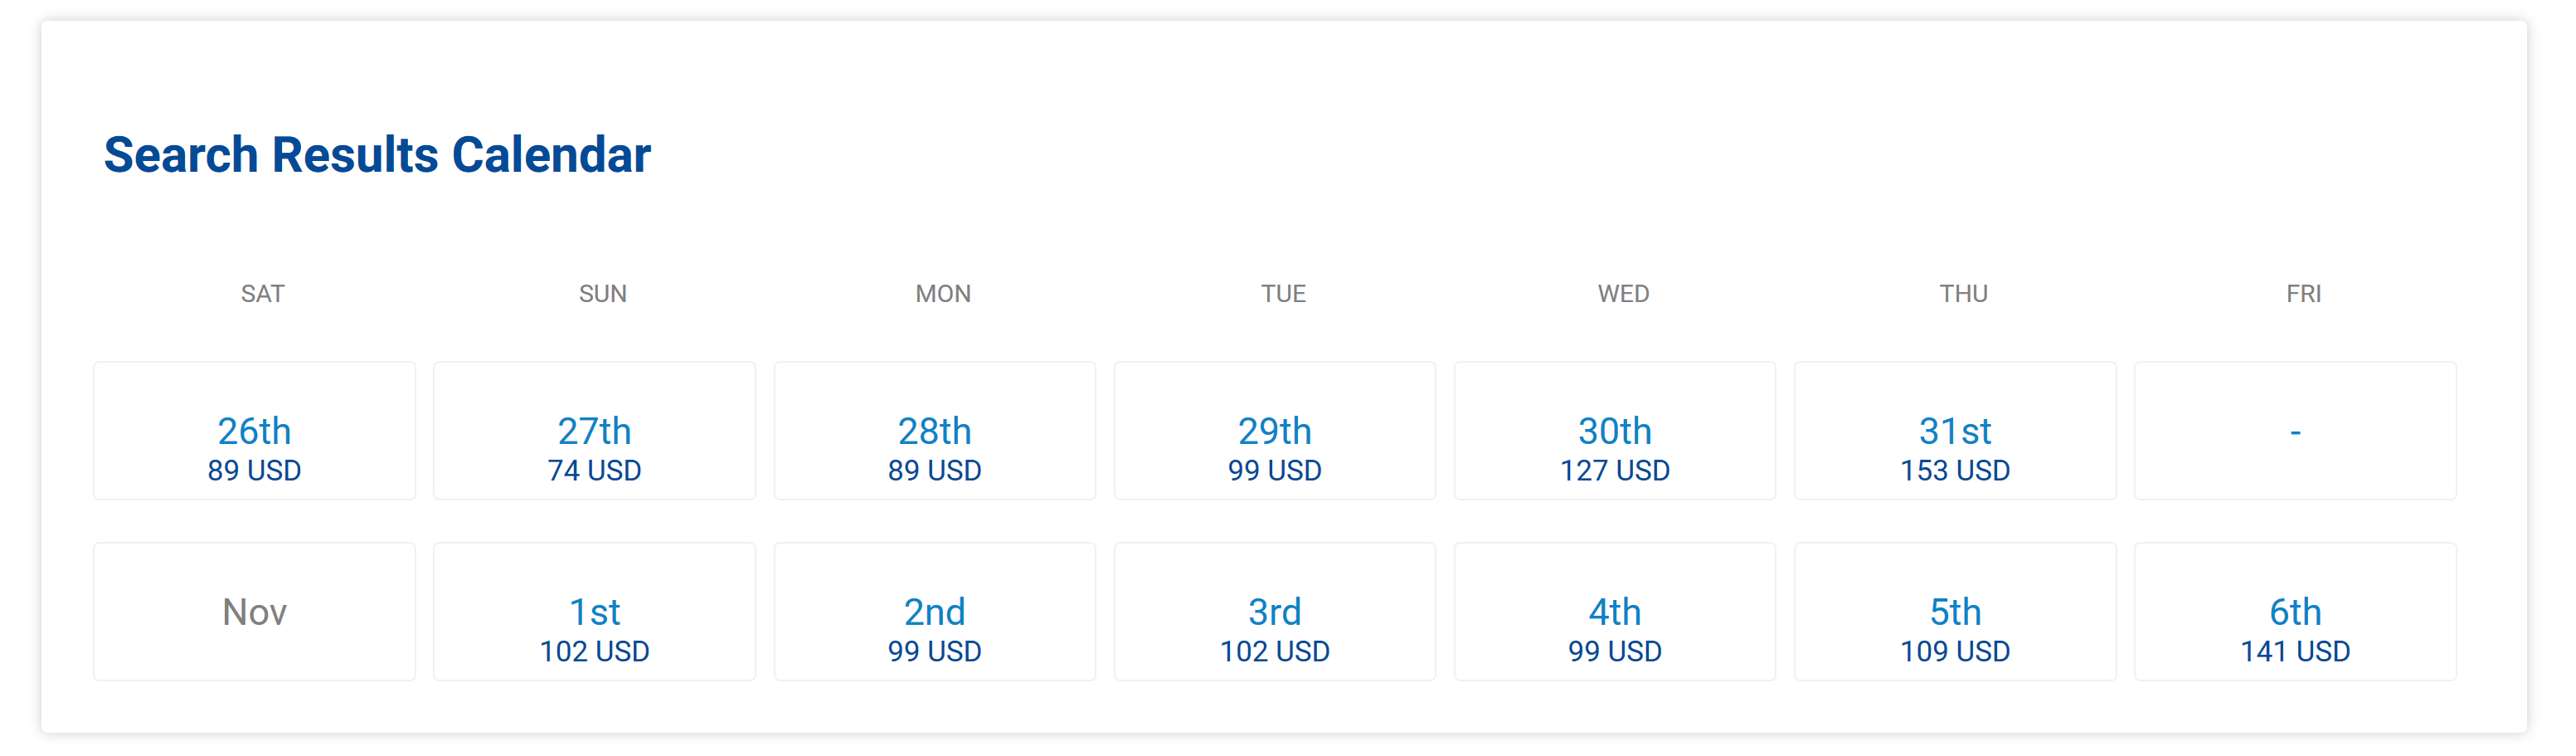 Search Results Calendar
SAT SUN MON TUE WED THU FRI
26th 27th 28th 29th 30th 31st -
89 USD 74 USD 89 USD 99 USD 127 USD 153 USD
Nov 1st 2nd 3rd 4th 5th 6th
102 USD 99 USD 102 USD 99 USD 109 USD 141 USD